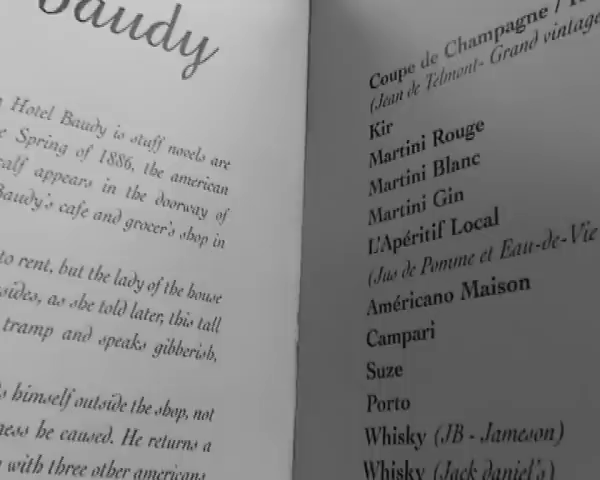 Baudy
Hotel Baudy is stuff novels are
Spring of 1886, the american
calf appears in the doorway of
Baudy's cafe and grocer's shop in
to rent, but the lady of the house
sides, as she told later, this tall
tramp and speaks gibberish,
himself outside the shop, not
ness he caused. He returns a
with three other americans
Coupe de Champagne /
(Jean de Telmont- Grand vintage
Kir
Martini Rouge
Martini Blanc
Martini Gin
L'Apéritif Local
(Jus de Pomme et Eau-de-Vie
Américano Maison
Campari
Suze
Porto
Whisky (JB - Jameson)
Whisky (Jack daniel's)